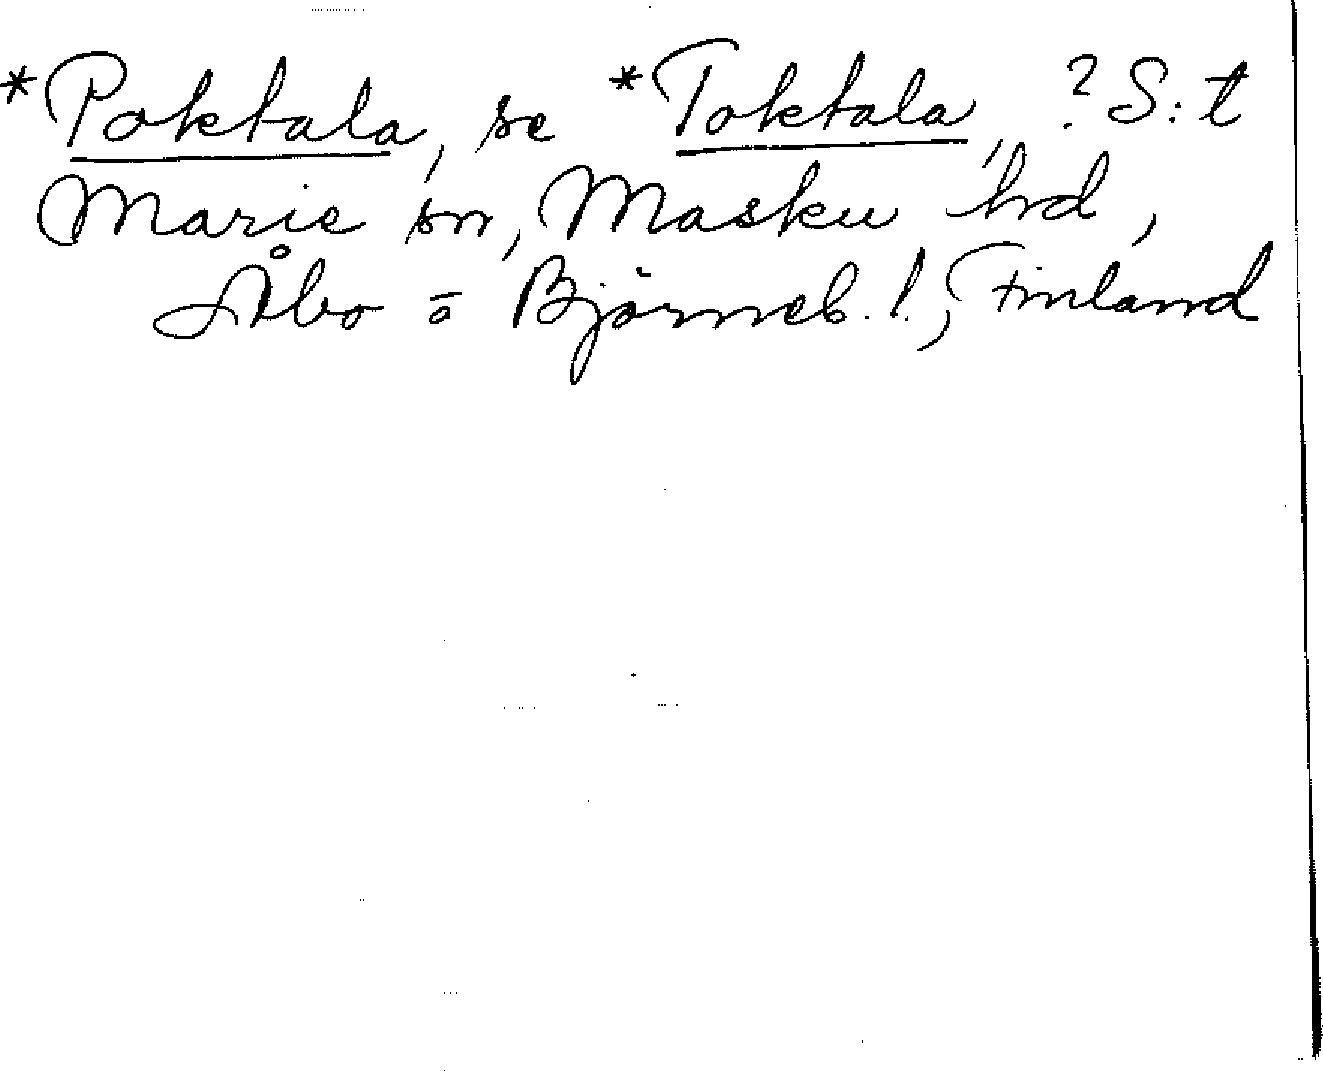 *Poktala, se *Toktala, ? S:t
Marie sn, Masku hd,
Åbo o Björneb. l., Finland